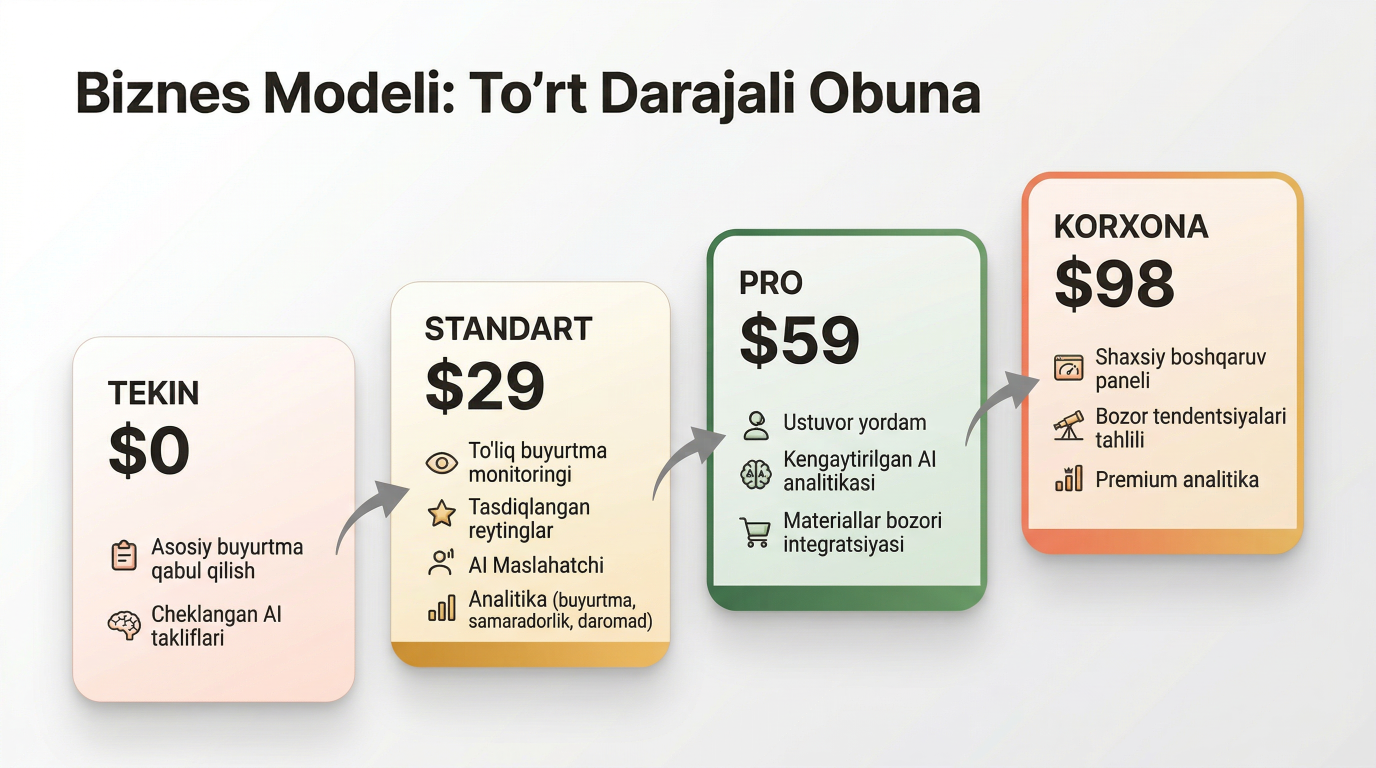 Biznes Modeli: To’rt Darajali Obuna
TEKIN
$0
Asosiy buyurtma
qabul qilish
Cheklangan AI
takliflari
STANDART
$29
To'liq buyurtma
monitoringi
Tasdiqlangan
reytinglar
AI Maslahatchi
Analitika (buyurtma,
samaradorlik, daromad)
PRO
$59
Ustuvor yordam
Kengaytirilgan AI
analitikasi
Materiallar bozori
integratsiyasi
KORXONA
$98
Shaxsiy boshqaruv
paneli
Bozor tendentsiyalari
tahlili
Premium analitika